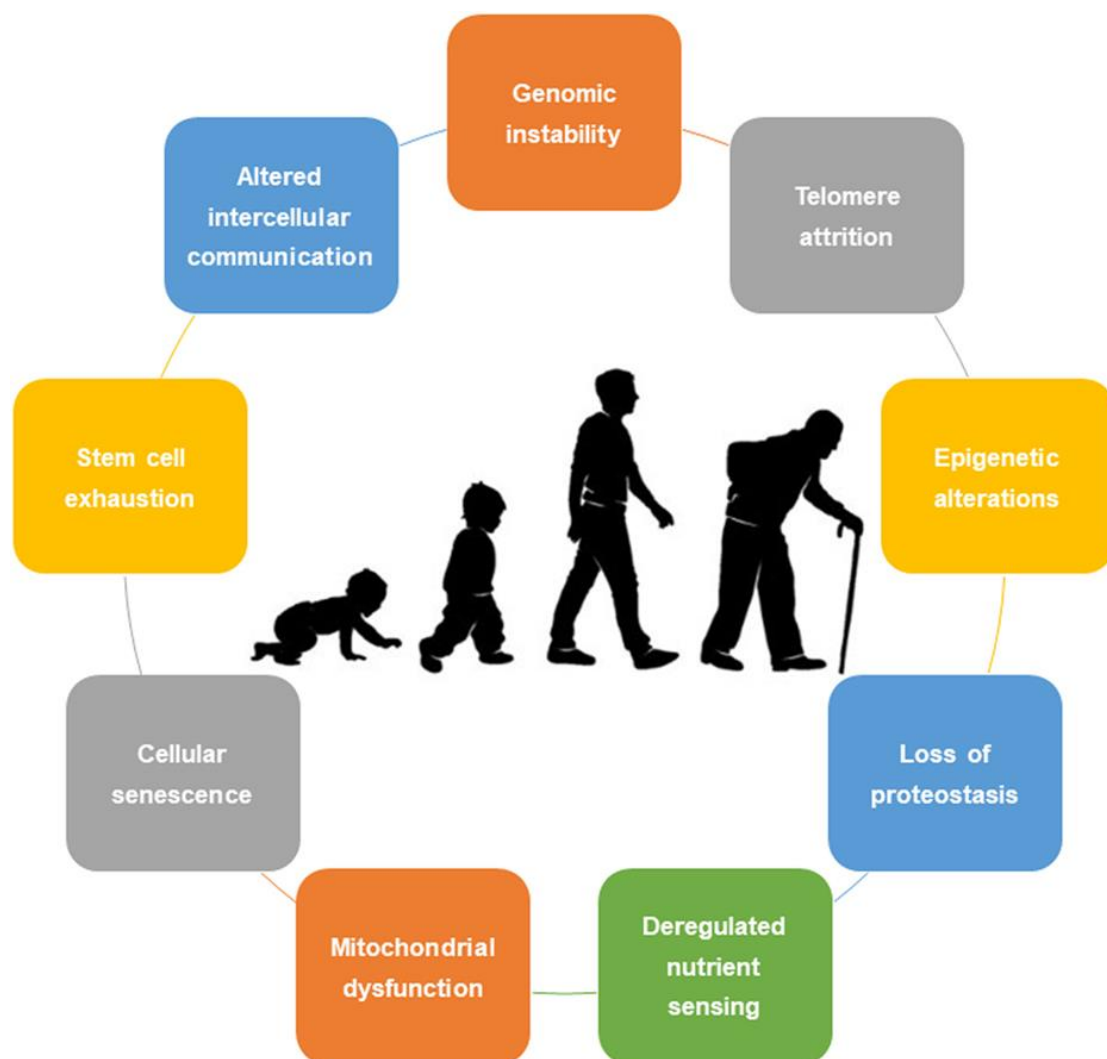 Genomic
instability
Telomere
attrition
Epigenetic
alterations
Loss of
proteostasis
Deregulated
nutrient
sensing
Mitochondrial
dysfunction
Cellular
senescence
Stem cell
exhaustion
Altered
intercellular
communication